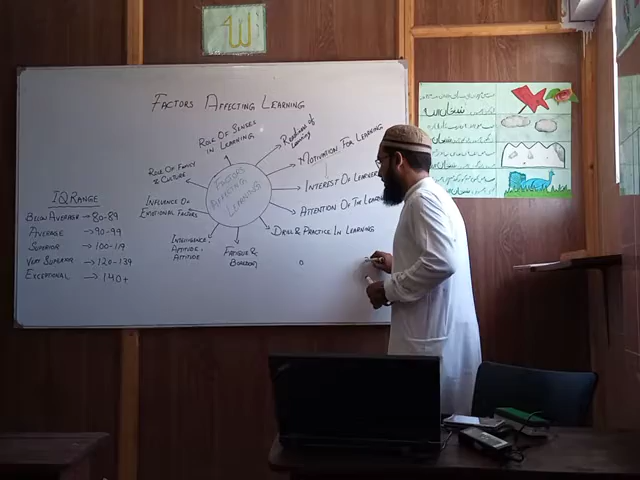 الله
FACTORS AFFECTING LEARNING
ROLE OF SENSES
IN LEARNING
Readiness of
Learning
MOTIVATION FOR LEARNING
INTEREST OF LEARNER
ATTENTION OF THE LEARN
DRILL & PRACTICE IN LEARNING
FATIGUE &
BOREDOM
INTELLIGENCE,
APTITUDE,
ATTITUDE
INFLUENCE OF
EMOTIONAL FACTORS
ROLE OF FAMILY
& CULTURE
FACTORS
AFFECTING
LEARNING
IQ RANGE
BELOW AVERAGE → 80-89
AVERAGE → 90-99
SUPERIOR → 100-119
VERY SUPERIOR → 120-139
EXCEPTIONAL → 140+